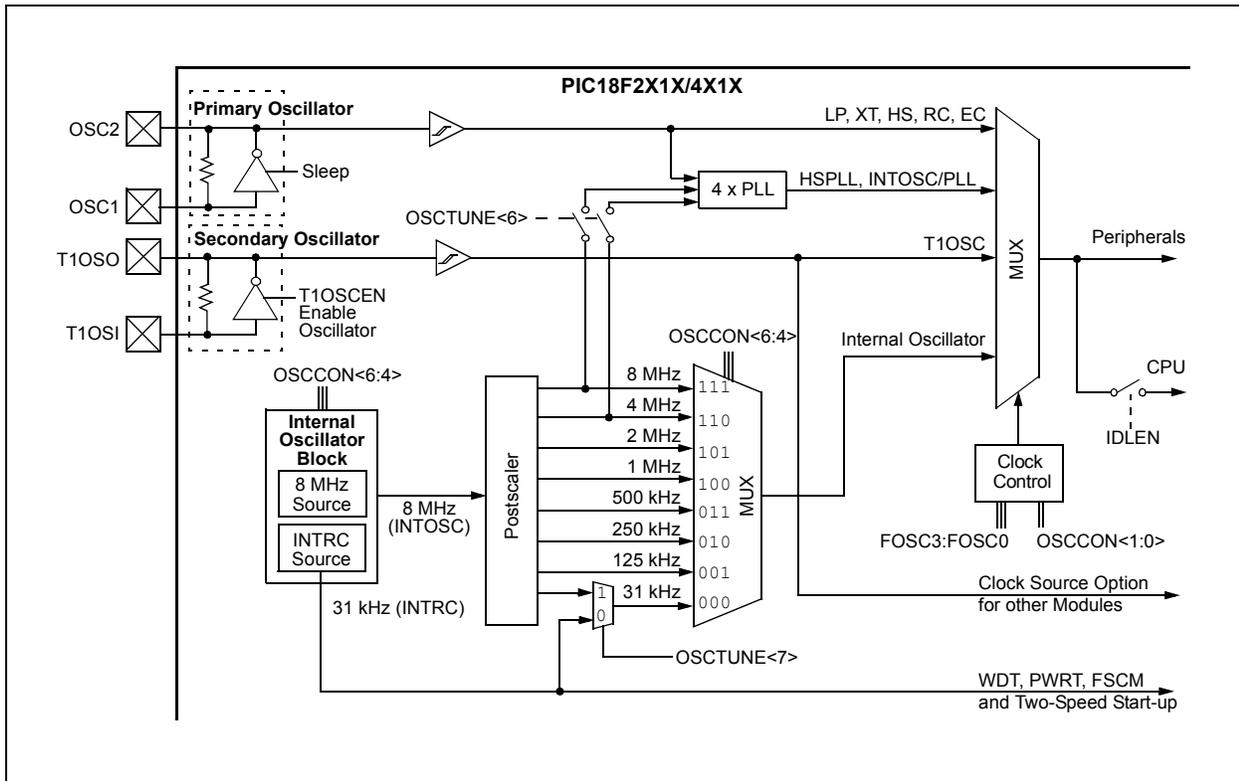 PIC18F2X1X/4X1X
Primary Oscillator
OSC2
LP, XT, HS, RC, EC
Sleep
4 x PLL
HSPLL, INTOSC/PLL
OSC1
OSCTUNE<6>
Secondary Oscillator
T1OSO
T1OSC
Peripherals
MUX
T1OSCEN
Enable
Oscillator
T1OSI
OSCCON<6:4>
Internal Oscillator
CPU
OSCCON<6:4>
IDLEN
Internal
Oscillator
Block
8 MHz
Source
INTRC
Source
8 MHz
(INTOSC)
31 kHz (INTRC)
Postscaler
8 MHz
111
4 MHz
110
2 MHz
101
1 MHz
100
500 kHz
011
250 kHz
010
125 kHz
001
31 kHz
000
MUX
1
0
OSCTUNE<7>
Clock
Control
FOSC3:FOSC0
OSCCON<1:0>
Clock Source Option
for other Modules
WDT, PWRT, FSCM
and Two-Speed Start-up